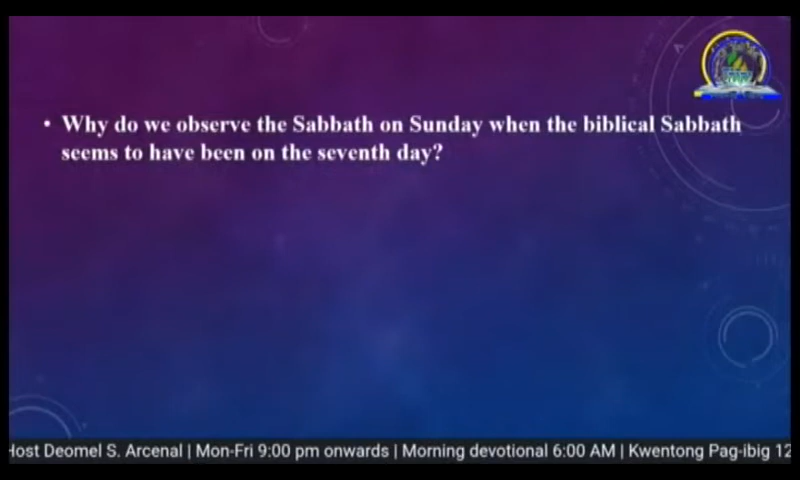 • Why do we observe the Sabbath on Sunday when the biblical Sabbath
seems to have been on the seventh day?
Host Deomel S. Arcenal | Mon-Fri 9:00 pm onwards | Morning devotional 6:00 AM | Kwentong Pag-ibig 12